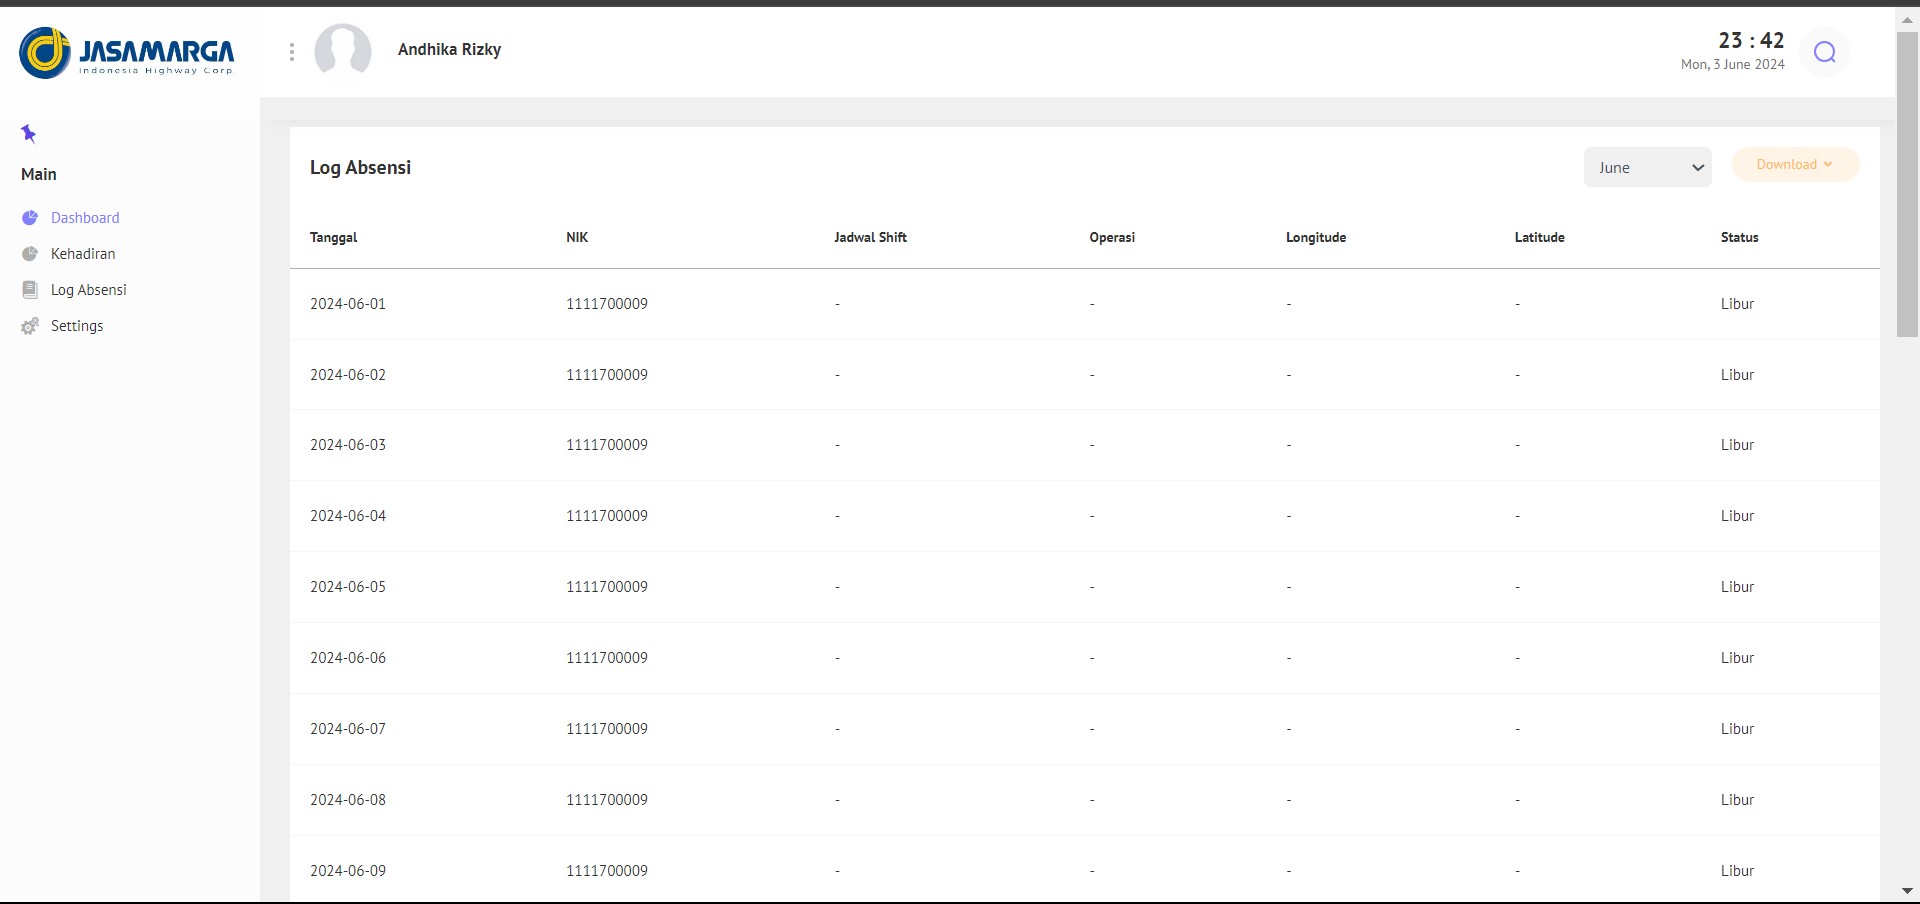 JASAMARGA
Indonesia Highway Corp.
Andhika Rizky
23 : 42
Mon, 3 June 2024
Main
Dashboard
Kehadiran
Log Absensi
Settings
Log Absensi
June
Download
Tanggal NIK Jadwal Shift Operasi Longitude Latitude Status
2024-06-01 1111700009 - - - - Libur
2024-06-02 1111700009 - - - - Libur
2024-06-03 1111700009 - - - - Libur
2024-06-04 1111700009 - - - - Libur
2024-06-05 1111700009 - - - - Libur
2024-06-06 1111700009 - - - - Libur
2024-06-07 1111700009 - - - - Libur
2024-06-08 1111700009 - - - - Libur
2024-06-09 1111700009 - - - - Libur